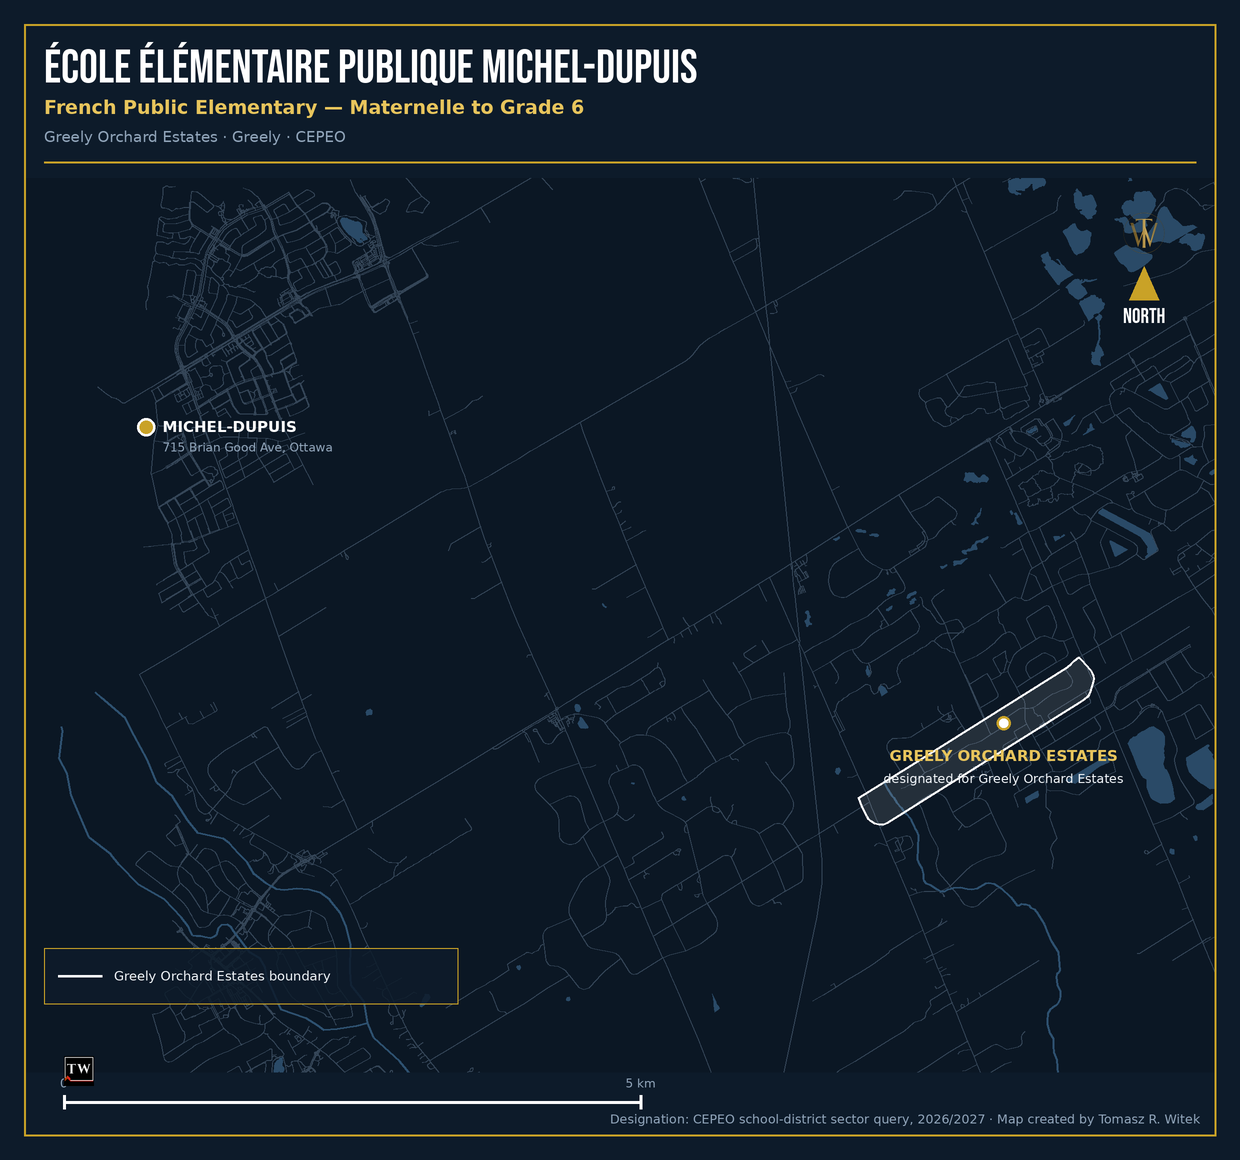 ÉCOLE ÉLÉMENTAIRE PUBLIQUE MICHEL-DUPUIS
French Public Elementary — Maternelle to Grade 6
Greely Orchard Estates · Greely · CEPEO
TW
NORTH
MICHEL-DUPUIS
715 Brian Good Ave, Ottawa
GREELY ORCHARD ESTATES
designated for Greely Orchard Estates
Greely Orchard Estates boundary
TW
0
5 km
Designation: CEPEO school-district sector query, 2026/2027 · Map created by Tomasz R. Witek